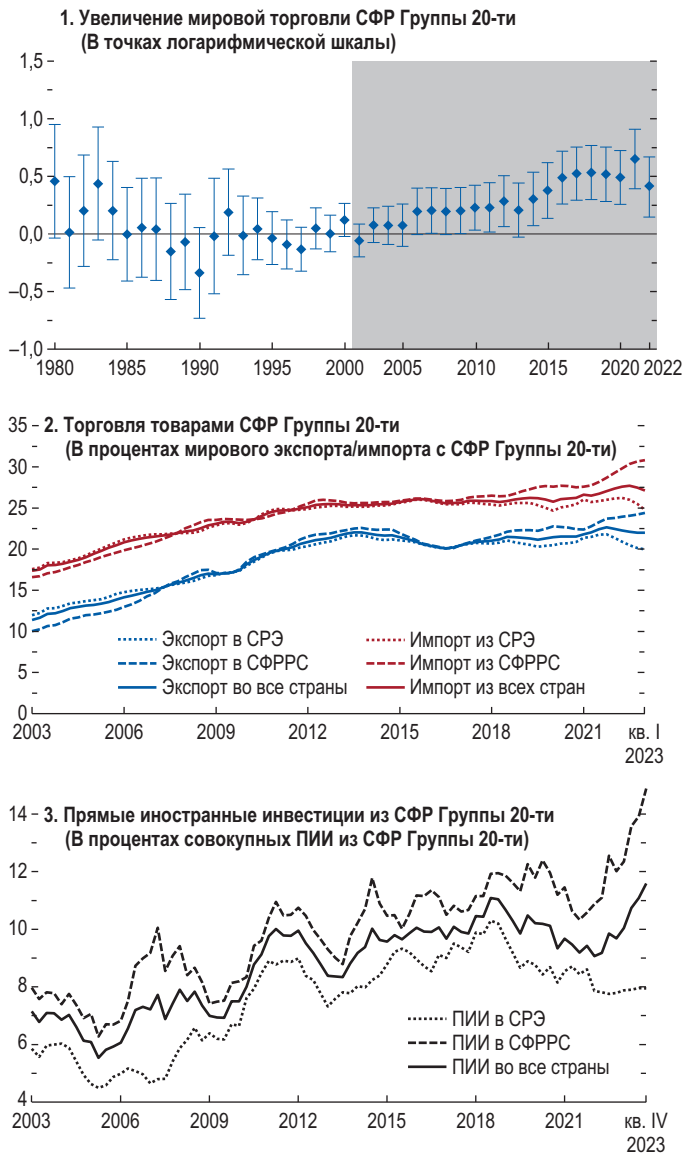 1. Увеличение мировой торговли СФР Группы 20-ти
(В точках логарифмической шкалы)
1,5
1,0
0,5
0,0
–0,5
–1,0
1980 1985 1990 1995 2000 2005 2010 2015 2020 2022
2. Торговля товарами СФР Группы 20-ти
(В процентах мирового экспорта/импорта с СФР Группы 20-ти)
35
30
25
20
15
10
5
0
Экспорт в СРЭ
Экспорт в СФРРС
Экспорт во все страны
Импорт из СРЭ
Импорт из СФРРС
Импорт из всех стран
2003 2006 2009 2012 2015 2018 2021 кв. I
2023
3. Прямые иностранные инвестиции из СФР Группы 20-ти
(В процентах совокупных ПИИ из СФР Группы 20-ти)
14
12
10
8
6
4
ПИИ в СРЭ
ПИИ в СФРРС
ПИИ во все страны
2003 2006 2009 2012 2015 2018 2021 кв. IV
2023